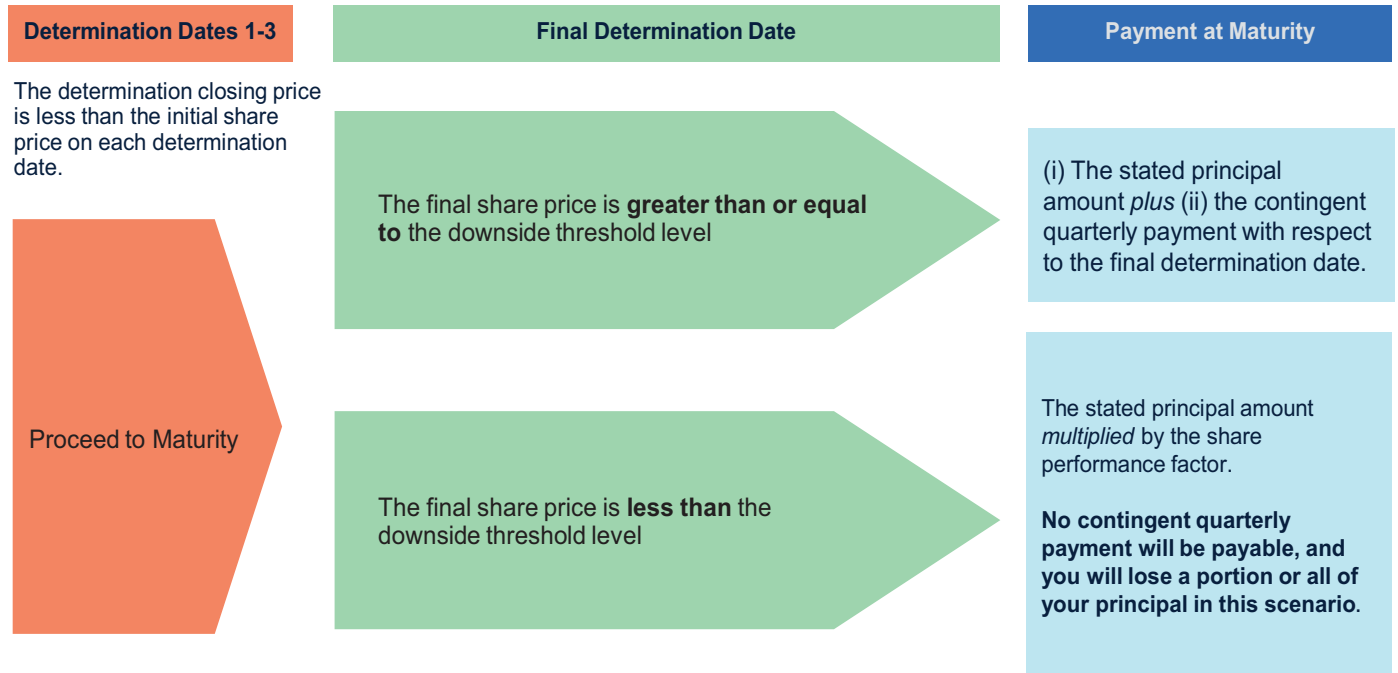 Determination Dates 1-3
Final Determination Date
Payment at Maturity
The determination closing price
is less than the initial share
price on each determination
date.
Proceed to Maturity
The final share price is greater than or equal
to the downside threshold level
(i) The stated principal
amount plus (ii) the contingent
quarterly payment with respect
to the final determination date.
The final share price is less than the
downside threshold level
The stated principal amount
multiplied by the share
performance factor.
No contingent quarterly
payment will be payable, and
you will lose a portion or all of
your principal in this scenario.